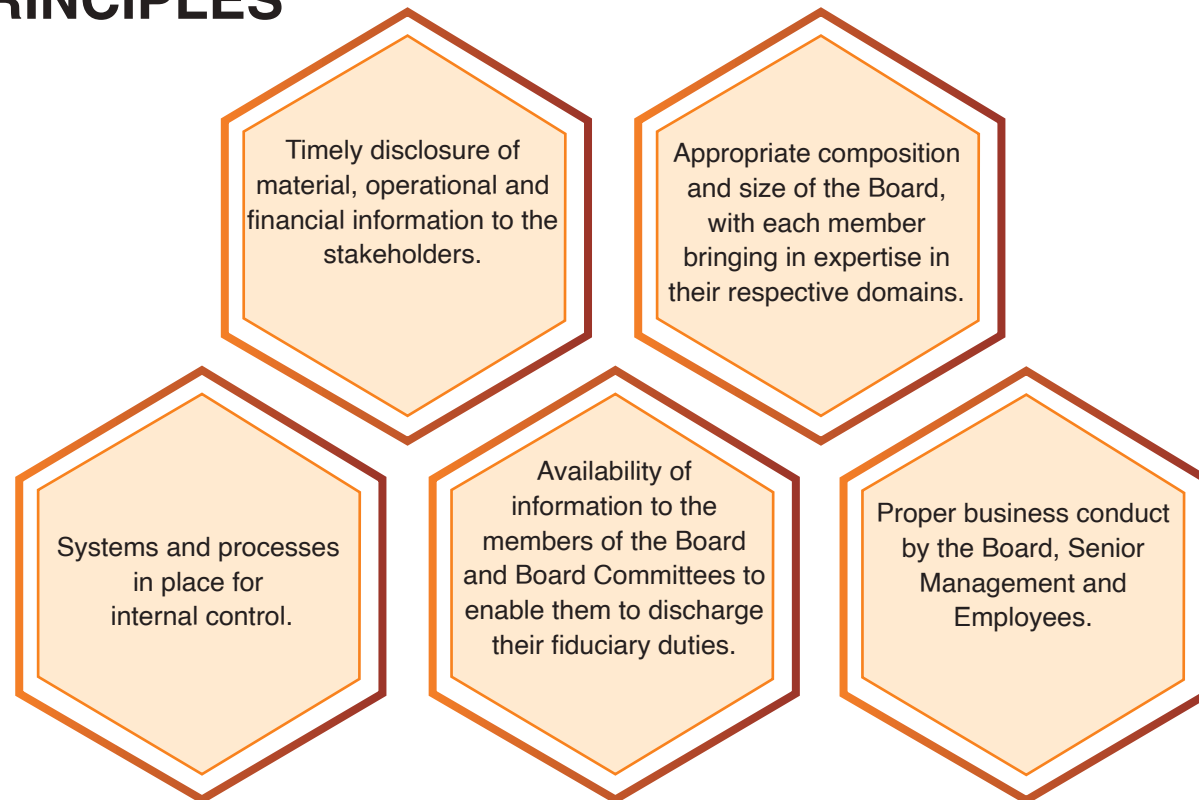 RINCIPLES
Timely disclosure of
material, operational and
financial information to the
stakeholders.
Appropriate composition
and size of the Board,
with each member
bringing in expertise in
their respective domains.
Systems and processes
in place for
internal control.
Availability of
information to the
members of the Board
and Board Committees to
enable them to discharge
their fiduciary duties.
Proper business conduct
by the Board, Senior
Management and
Employees.